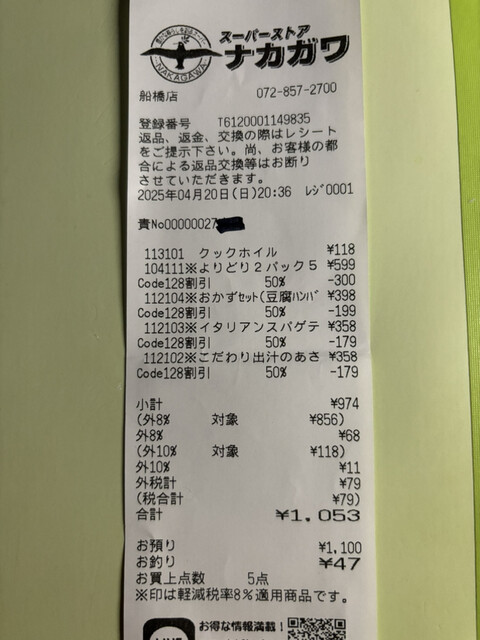 スーパーストア
ナカガワ
NAKAGAWA
船橋店 072-857-2700
登録番号 T6120001149835
返品、返金、交換の際はレシート
をご提示下さい。尚、お客様の都
合による返品交換等はお断り
させていただきます。
2025年04月20日(日)20:36 レジ0001
責No00000027
113101 クックホイル ¥118
104111※よりどり2パック5 ¥599
Code128割引 50% -300
112104※おかずセット(豆腐ハンバ ¥398
Code128割引 50% -199
112103※イタリアンスパゲテ ¥358
Code128割引 50% -179
112102※こだわり出汁のあさ ¥358
Code128割引 50% -179
小計 ¥974
(外8% 対象 ¥856)
外8% ¥68
(外10% 対象 ¥118)
外10% ¥11
外税計 ¥79
(税合計 ¥79)
合計 ¥1,053
お預り ¥1,100
お釣り ¥47
お買上点数 5点
※印は軽減税率8%適用商品です。
お得な情報満載!